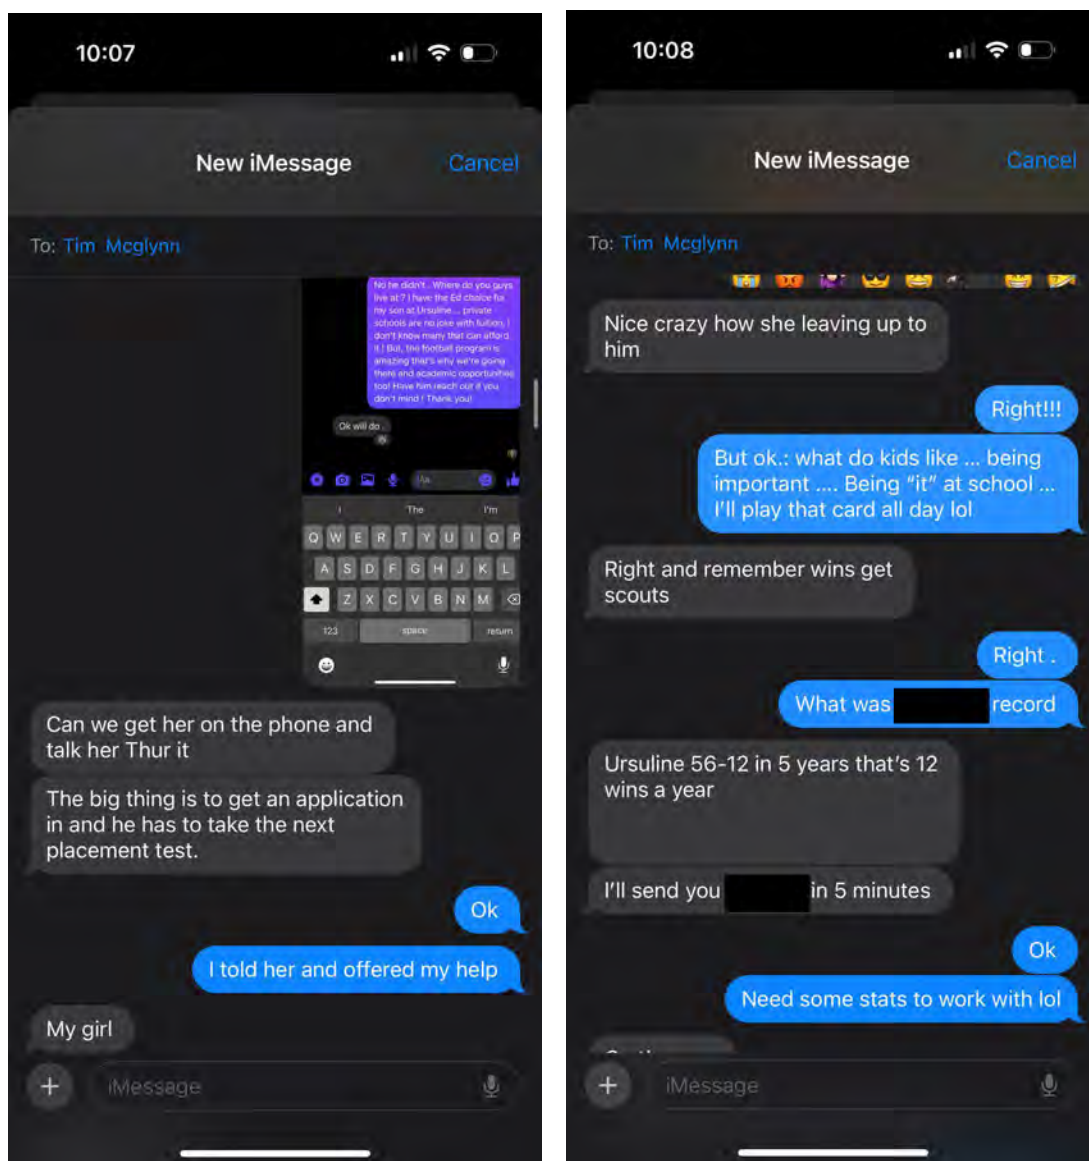 10:07
New iMessage
Cancel
To: Tim Mcglynn
No he didn't . Where do you guys
live at ? I have the Ed choice for
my son at Ursuline ... private
schools are no joke with tuition, I
don't know many that can afford
it ! But, the football program is
amazing that's why we're going
there and academic opportunities
too! Have him reach out if you
don't mind ! Thank you!
Ok will do .
Aa
I The I'm
Q W E R T Y U I O P
A S D F G H J K L
Z X C V B N M
123 space return
Can we get her on the phone and
talk her Thur it
The big thing is to get an application
in and he has to take the next
placement test.
Ok
I told her and offered my help
My girl
iMessage
10:08
New iMessage
Cancel
To: Tim Mcglynn
Nice crazy how she leaving up to
him
Right!!!
But ok.: what do kids like ... being
important .... Being "it" at school ...
I'll play that card all day lol
Right and remember wins get
scouts
Right .
What was record
Ursuline 56-12 in 5 years that's 12
wins a year
I'll send you in 5 minutes
Ok
Need some stats to work with lol
iMessage